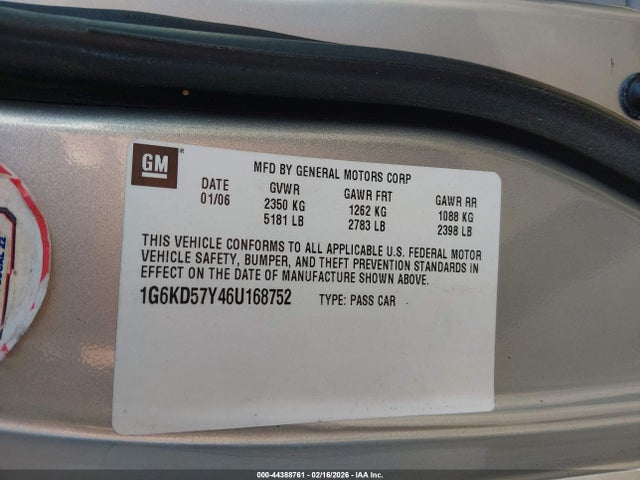 GM
MFD BY GENERAL MOTORS CORP
DATE GVWR GAWR FRT GAWR RR
01/06 2350 KG 1262 KG 1088 KG
5181 LB 2783 LB 2398 LB
THIS VEHICLE CONFORMS TO ALL APPLICABLE U.S. FEDERAL MOTOR
VEHICLE SAFETY, BUMPER, AND THEFT PREVENTION STANDARDS IN
EFFECT ON THE DATE OF MANUFACTURE SHOWN ABOVE.
1G6KD57Y46U168752 TYPE: PASS CAR
LOCAL 22
000-44388761 - 02/16/2026 - IAA Inc.